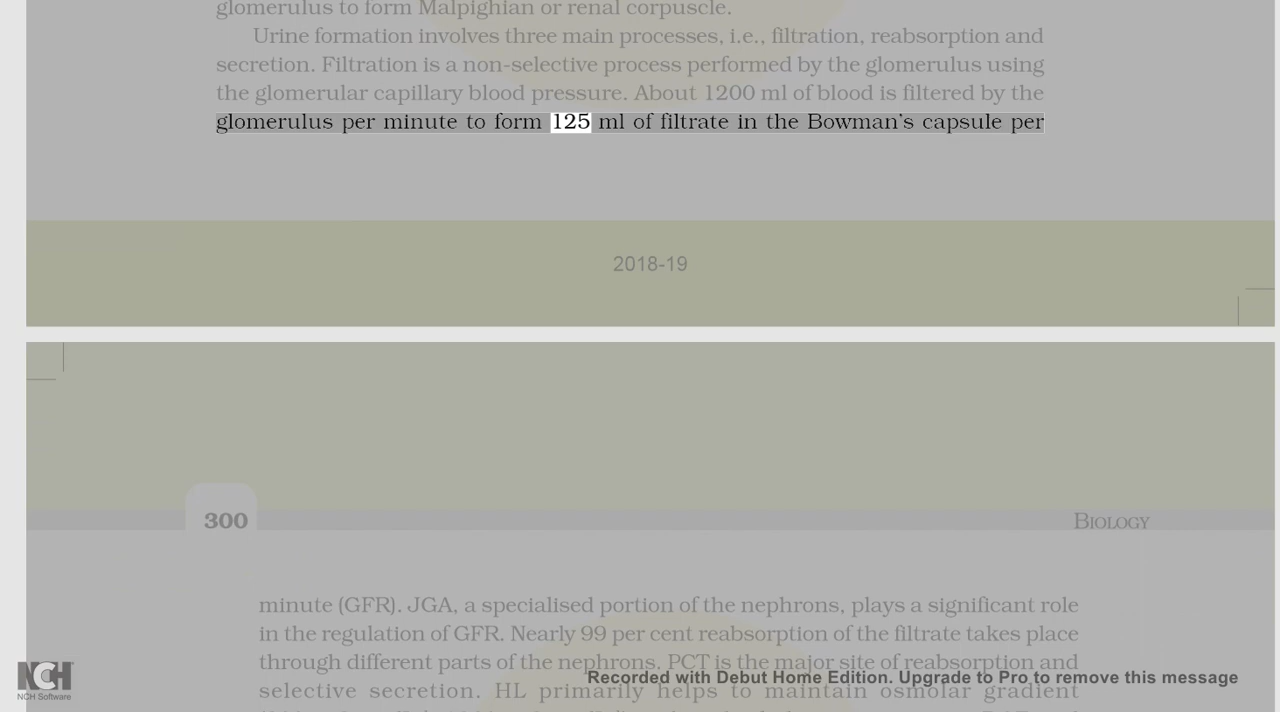 glomerulus to form Malpighian or renal corpuscle.
Urine formation involves three main processes, i.e., filtration, reabsorption and
secretion. Filtration is a non-selective process performed by the glomerulus using
the glomerular capillary blood pressure. About 1200 ml of blood is filtered by the
glomerulus per minute to form 125 ml of filtrate in the Bowman's capsule per
2018-19
300
BIOLOGY
minute (GFR). JGA, a specialised portion of the nephrons, plays a significant role
in the regulation of GFR. Nearly 99 per cent reabsorption of the filtrate takes place
through different parts of the nephrons. PCT is the major site of reabsorption and
selective secretion. HL primarily helps to maintain osmolar gradient
NCH
NCH Software
Recorded with Debut Home Edition. Upgrade to Pro to remove this message